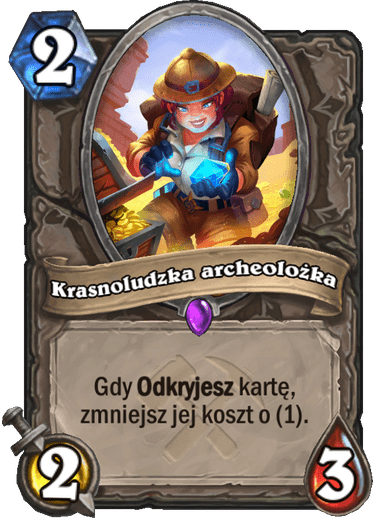 2
Krasnoludzka archeolożka
Gdy Odkryjesz kartę,
zmniejsz jej koszt o (1).
2
3